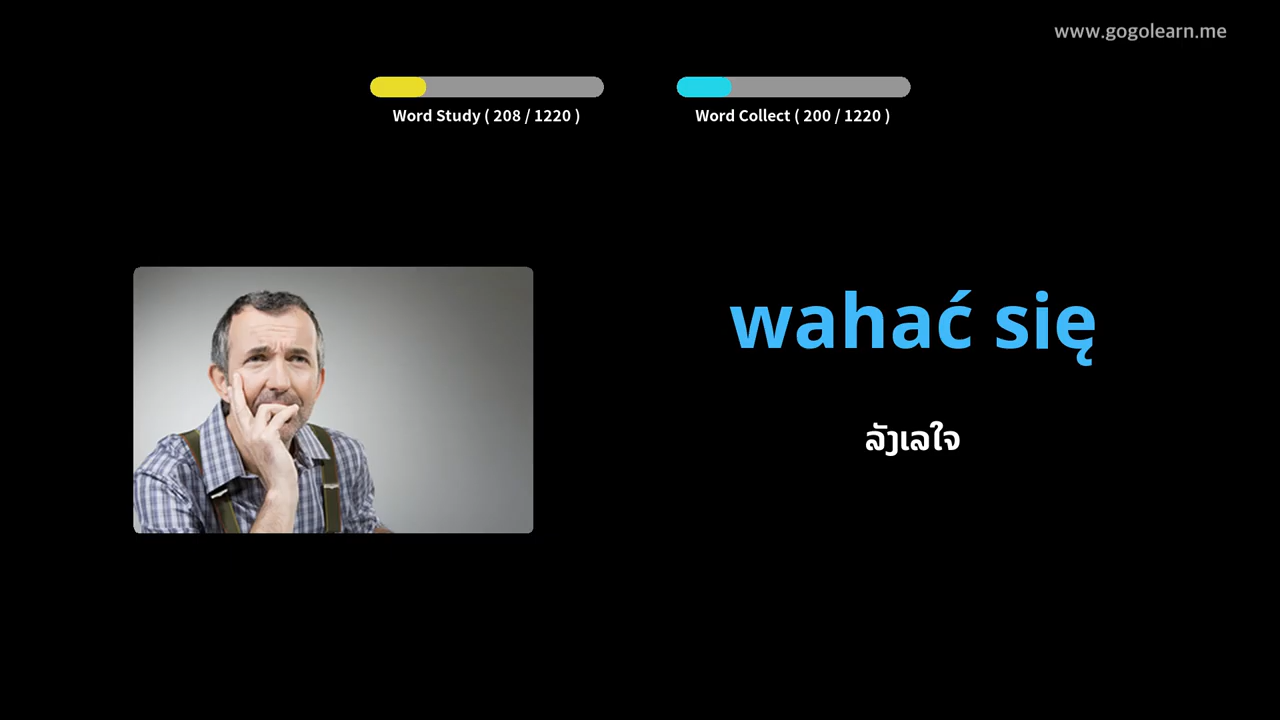 www.gogolearn.me
Word Study ( 208 / 1220 )
Word Collect ( 200 / 1220 )
wahać się
ລັງເລໃຈ